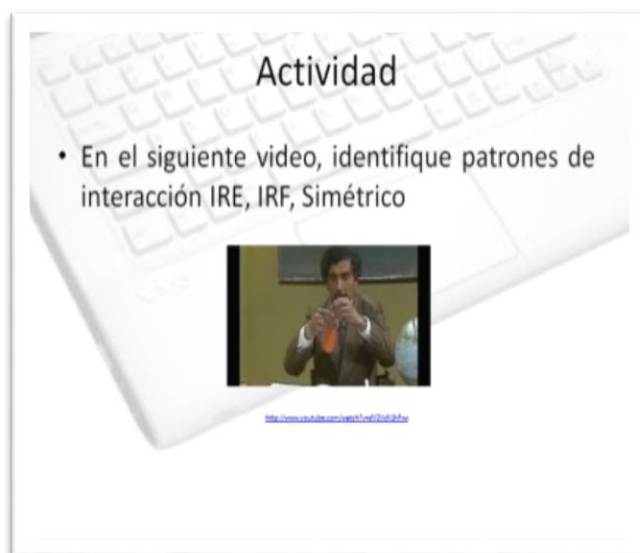 Actividad
• En el siguiente video, identifique patrones de
interacción IRE, IRF, Simétrico